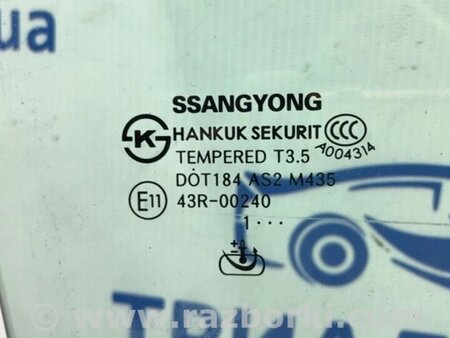 .ua
SSANGYONG
K HANKUK SEKURIT CCC
TEMPERED T3.5 A004314
DOT184 AS2 M435
E11 43R-00240
1 · · ·
www.razborki.com